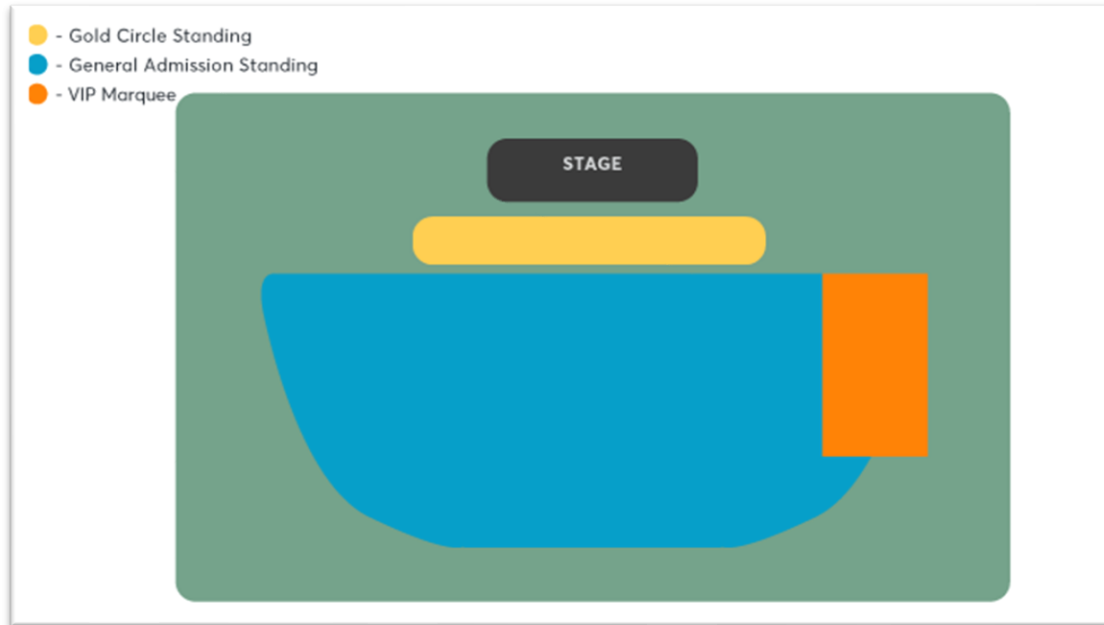 - Gold Circle Standing
- General Admission Standing
- VIP Marquee
STAGE